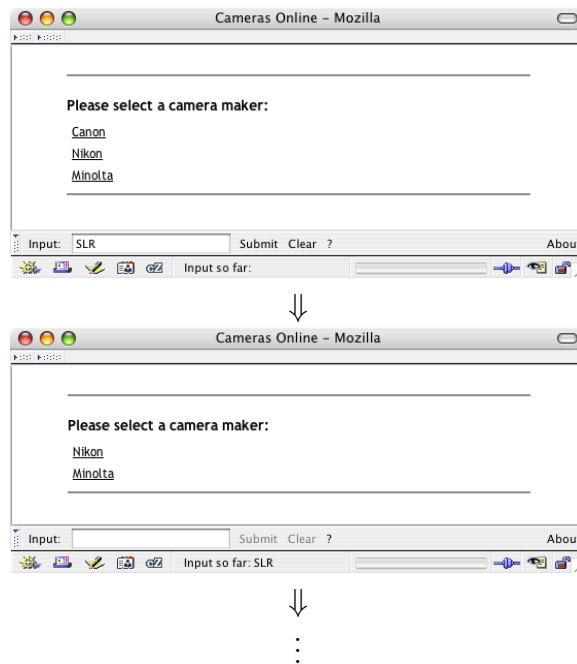 Cameras Online – Mozilla
Please select a camera maker:
Canon
Nikon
Minolta
Input: SLR Submit Clear ? Abou
Input so far:
⇓
Cameras Online – Mozilla
Please select a camera maker:
Nikon
Minolta
Input: Submit Clear ? Abou
Input so far: SLR
⇓
⋮